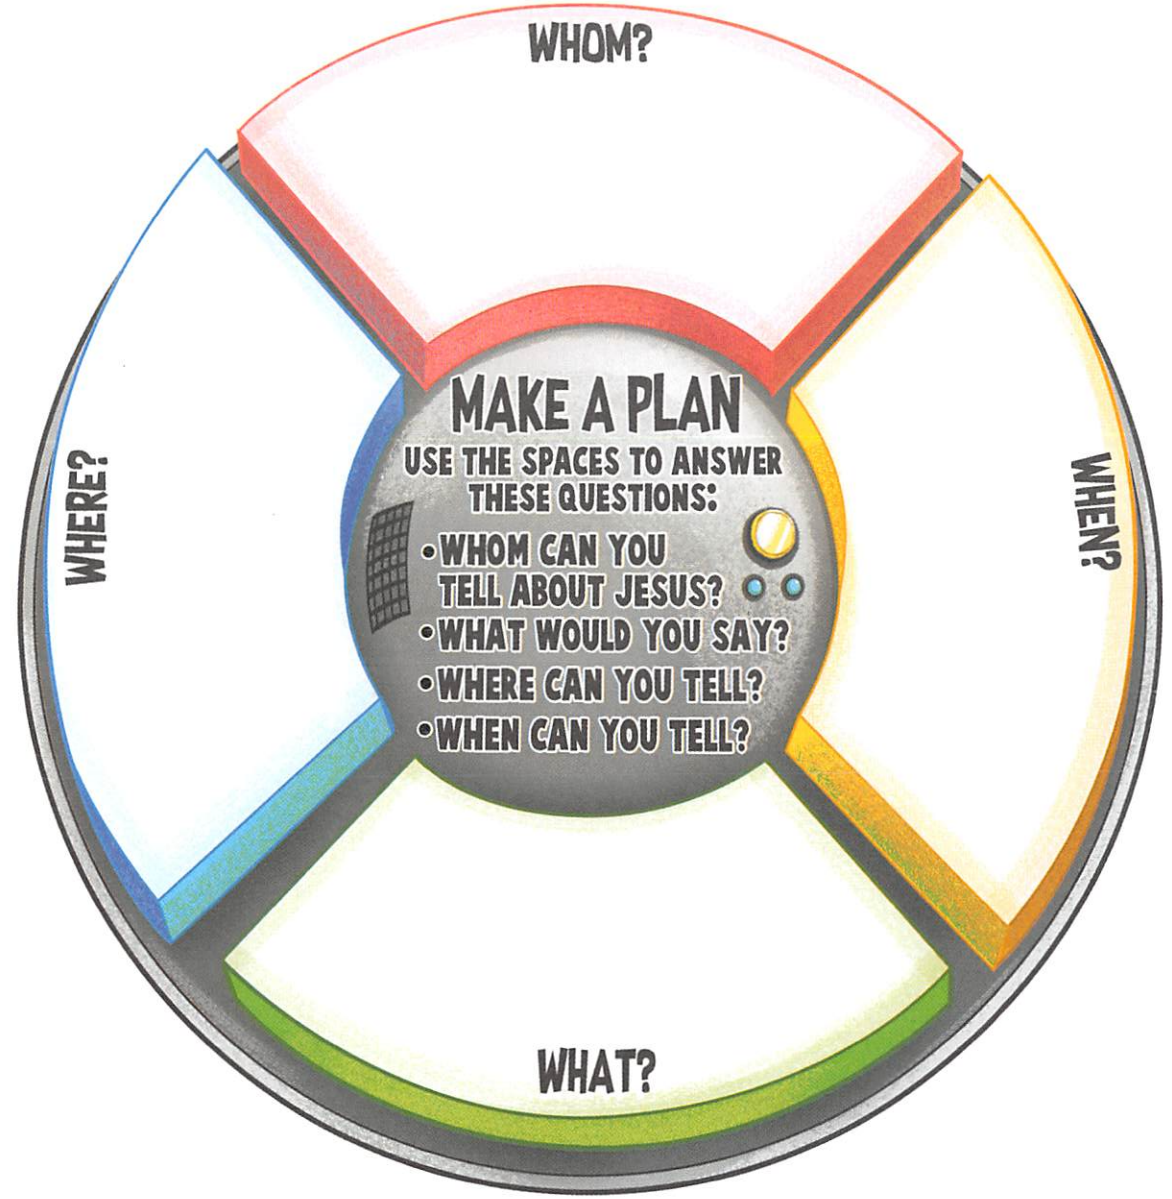 WHOM?
WHERE?
MAKE A PLAN
USE THE SPACES TO ANSWER
THESE QUESTIONS:
•WHOM CAN YOU
TELL ABOUT JESUS?
•WHAT WOULD YOU SAY?
•WHERE CAN YOU TELL?
•WHEN CAN YOU TELL?
WHEN?
WHAT?